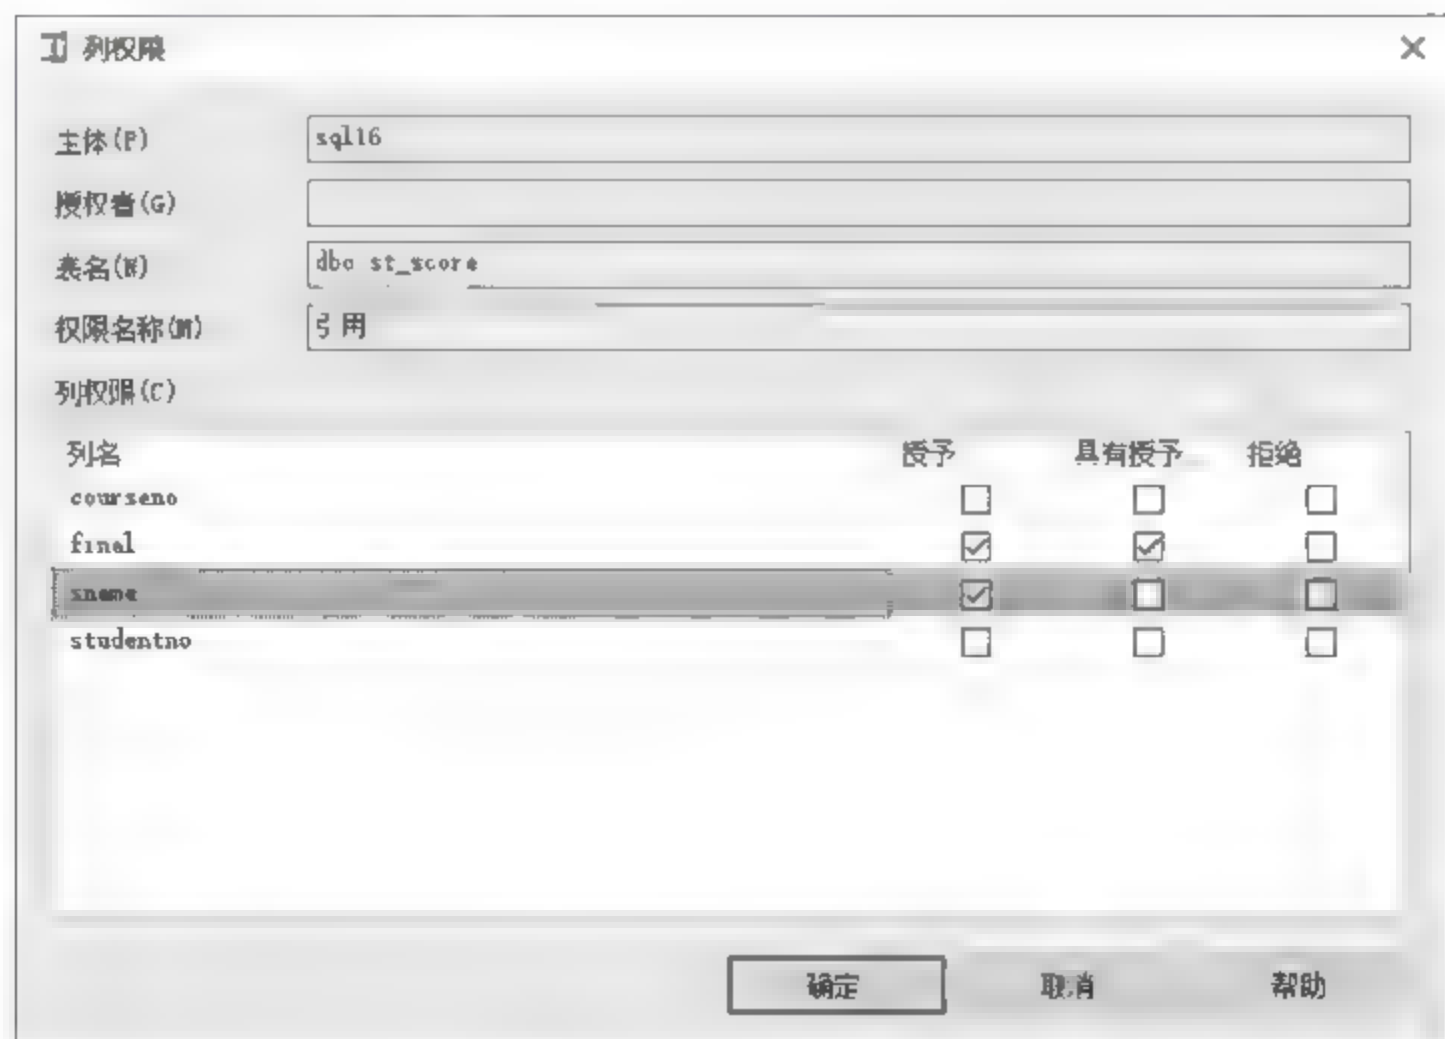 列权限
主体(P) sql16
授权者(G)
表名(N) dbo st_score
权限名称(M) 引用
列权限(C)
列名 授予 具有授予 拒绝
courseno
final
sname
studentno
确定 取消 帮助